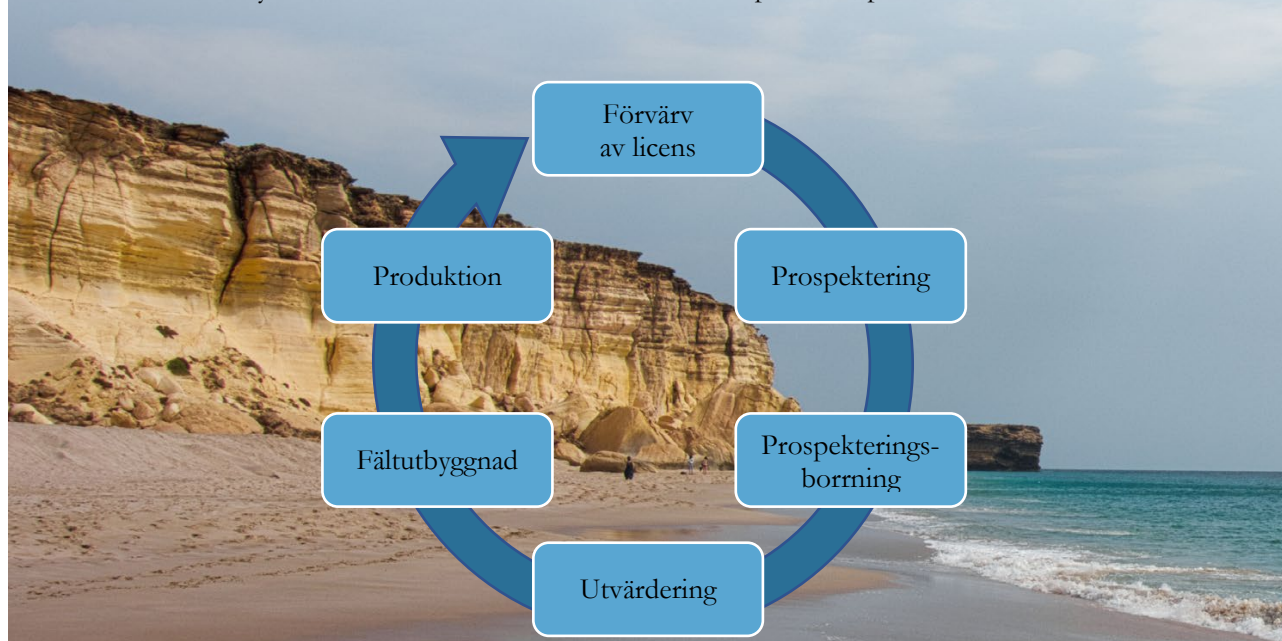 Förvärv
av licens
Prospektering
Prospekterings-
borrning
Utvärdering
Fältutbyggnad
Produktion